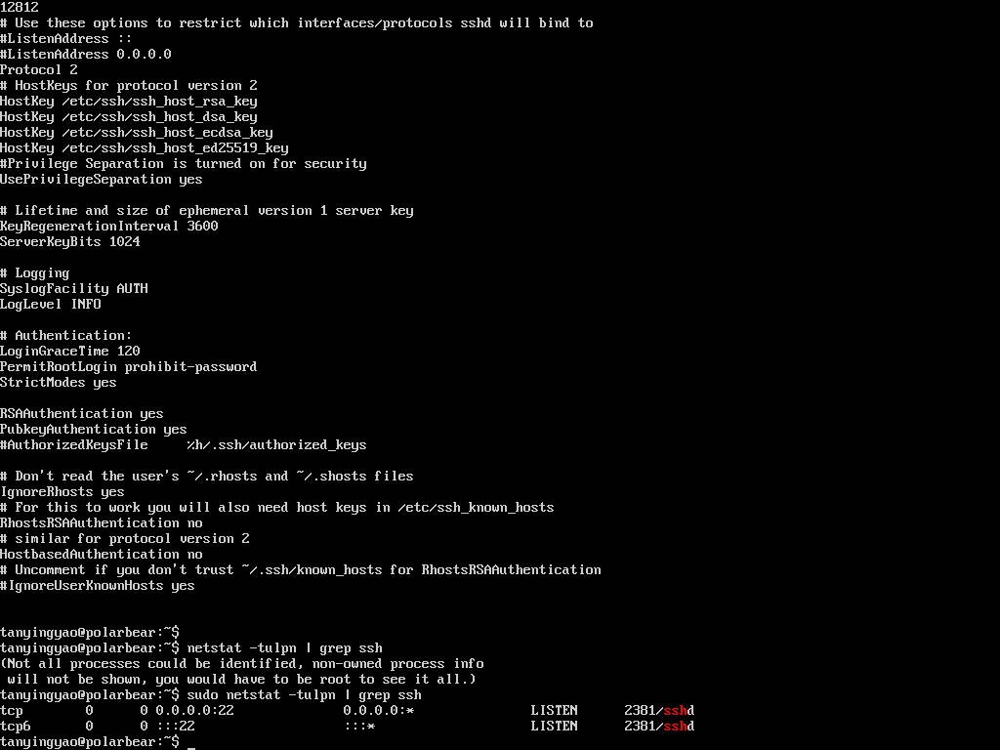 12812
# Use these options to restrict which interfaces/protocols sshd will bind to
#ListenAddress ::
#ListenAddress 0.0.0.0
Protocol 2
# HostKeys for protocol version 2
HostKey /etc/ssh/ssh_host_rsa_key
HostKey /etc/ssh/ssh_host_dsa_key
HostKey /etc/ssh/ssh_host_ecdsa_key
HostKey /etc/ssh/ssh_host_ed25519_key
#Privilege Separation is turned on for security
UsePrivilegeSeparation yes
# Lifetime and size of ephemeral version 1 server key
KeyRegenerationInterval 3600
ServerKeyBits 1024
# Logging
SyslogFacility AUTH
LogLevel INFO
# Authentication:
LoginGraceTime 120
PermitRootLogin prohibit-password
StrictModes yes
RSAAuthentication yes
PubkeyAuthentication yes
#AuthorizedKeysFile     %h/.ssh/authorized_keys
# Don't read the user's ~/.rhosts and ~/.shosts files
IgnoreRhosts yes
# For this to work you will also need host keys in /etc/ssh_known_hosts
RhostsRSAAuthentication no
# similar for protocol version 2
HostbasedAuthentication no
# Uncomment if you don't trust ~/.ssh/known_hosts for RhostsRSAAuthentication
#IgnoreUserKnownHosts yes
tanyingyao@polarbear:~$
tanyingyao@polarbear:~$ netstat -tulpn | grep ssh
(Not all processes could be identified, non-owned process info
 will not be shown, you would have to be root to see it all.)
tanyingyao@polarbear:~$ sudo netstat -tulpn | grep ssh
tcp        0      0 0.0.0.0:22              0.0.0.0:*               LISTEN      2381/sshd
tcp6       0      0 :::22                   :::*                    LISTEN      2381/sshd
tanyingyao@polarbear:~$ _